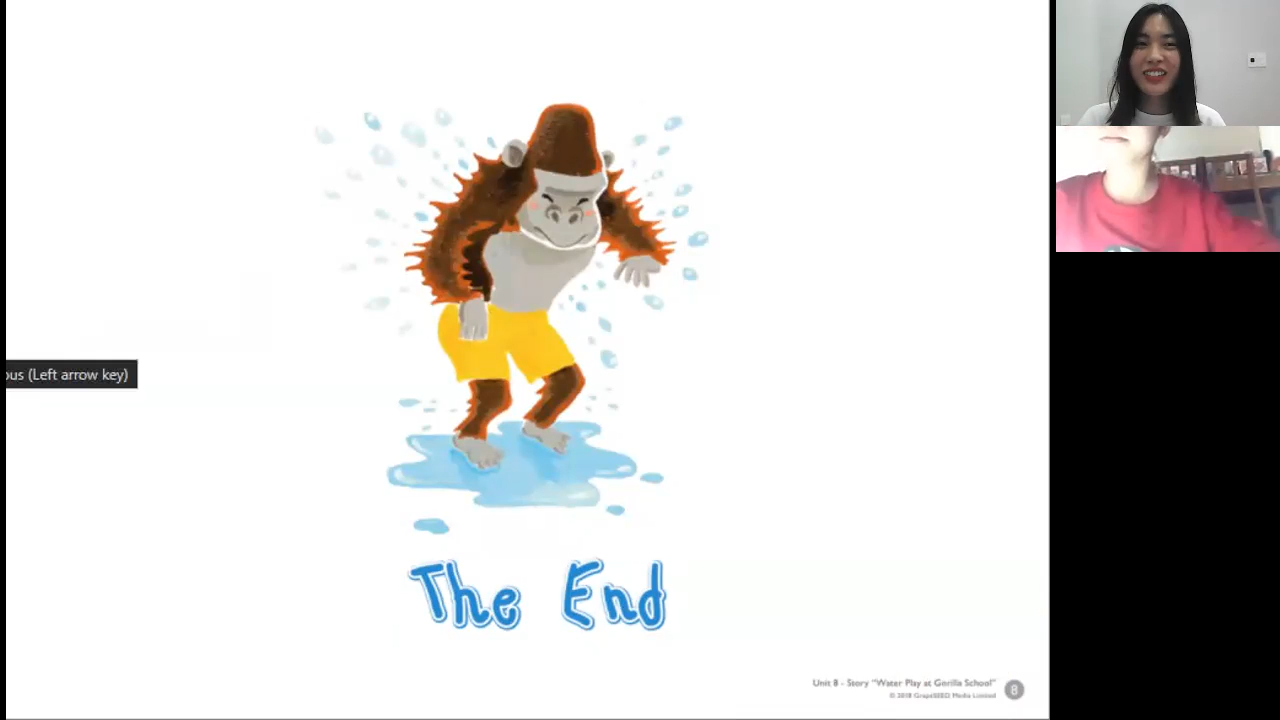 ous (Left arrow key)
The End
Unit 8 - Story "Water Play at Gorilla School"
© 2018 GrapeSEED Media Limited
8